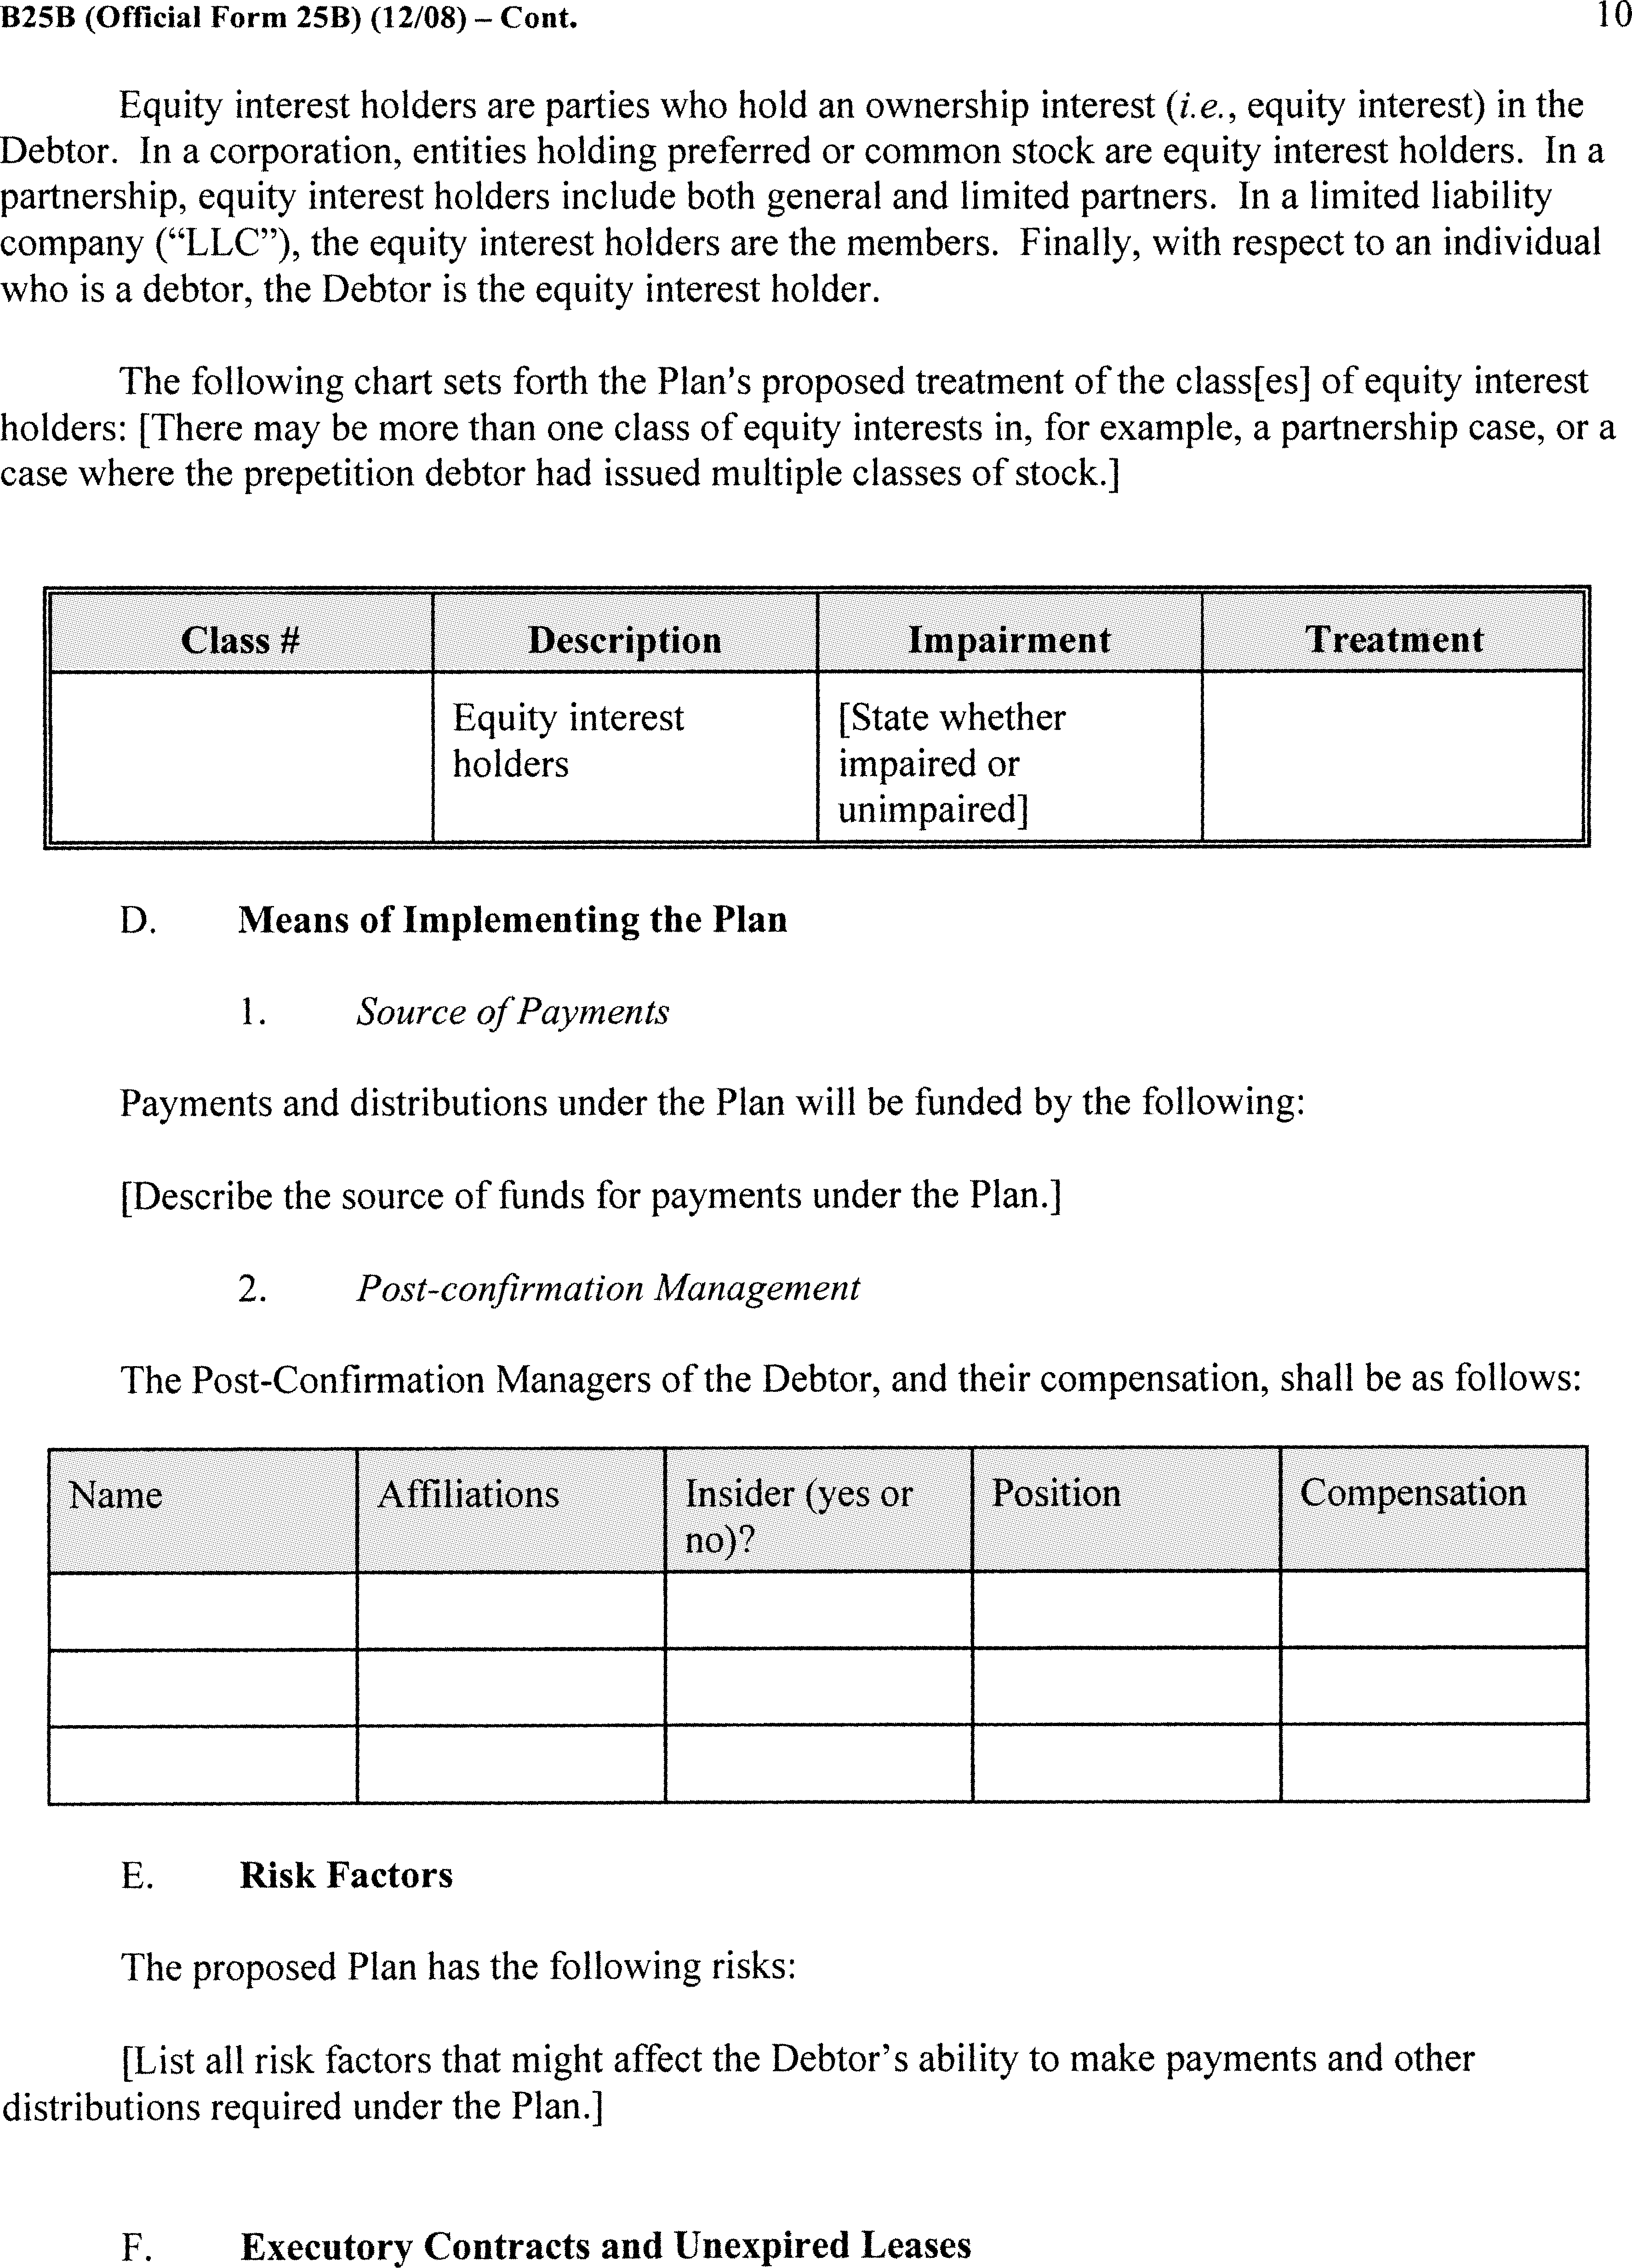 B25B (Official Form 25B) (12/08) – Cont. 10
Equity interest holders are parties who hold an ownership interest (i.e., equity interest) in the
Debtor. In a corporation, entities holding preferred or common stock are equity interest holders. In a
partnership, equity interest holders include both general and limited partners. In a limited liability
company (“LLC”), the equity interest holders are the members. Finally, with respect to an individual
who is a debtor, the Debtor is the equity interest holder.
The following chart sets forth the Plan's proposed treatment of the class[es] of equity interest
holders: [There may be more than one class of equity interests in, for example, a partnership case, or a
case where the prepetition debtor had issued multiple classes of stock.]
Class # Description Impairment Treatment
Equity interest [State whether
holders impaired or
unimpaired]
D. Means of Implementing the Plan
1. Source of Payments
Payments and distributions under the Plan will be funded by the following:
[Describe the source of funds for payments under the Plan.]
2. Post-confirmation Management
The Post-Confirmation Managers of the Debtor, and their compensation, shall be as follows:
Name Affiliations Insider (yes or Position Compensation
no)?
E. Risk Factors
The proposed Plan has the following risks:
[List all risk factors that might affect the Debtor’s ability to make payments and other
distributions required under the Plan.]
F. Executory Contracts and Unexpired Leases